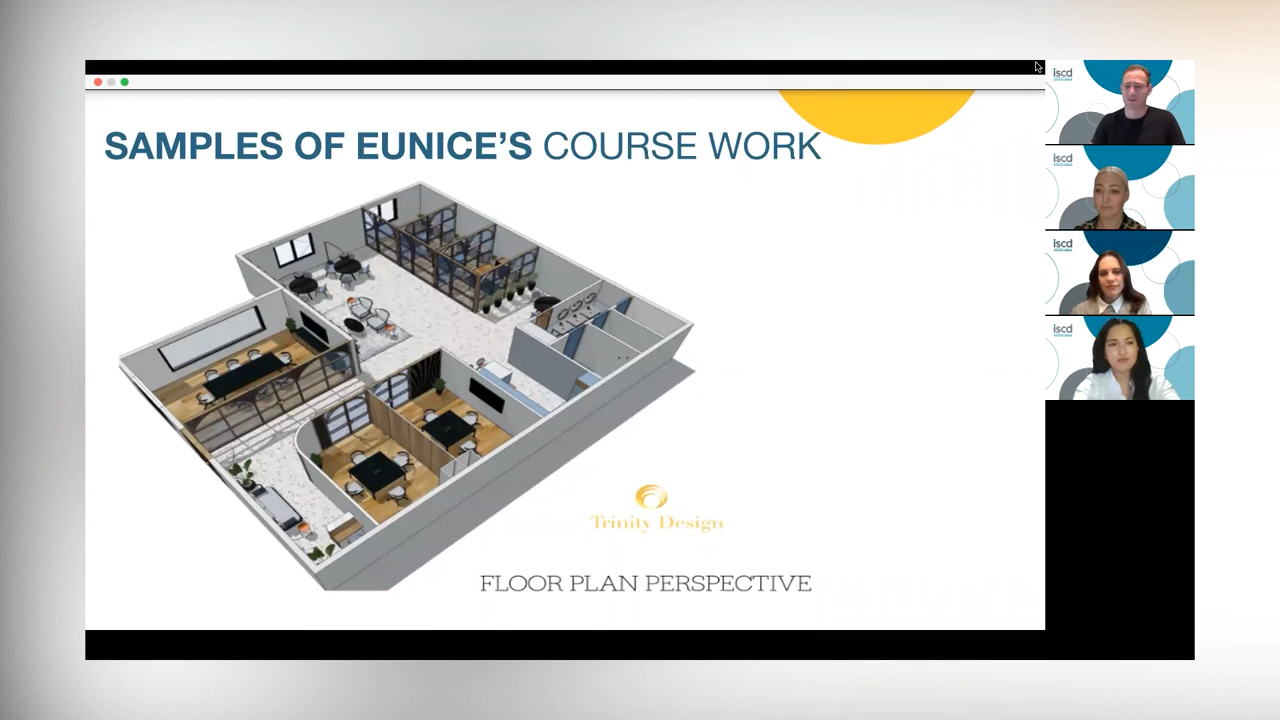 SAMPLES OF EUNICE'S COURSE WORK
iscd
iscd
iscd
iscd
Trinity Design
FLOOR PLAN PERSPECTIVE